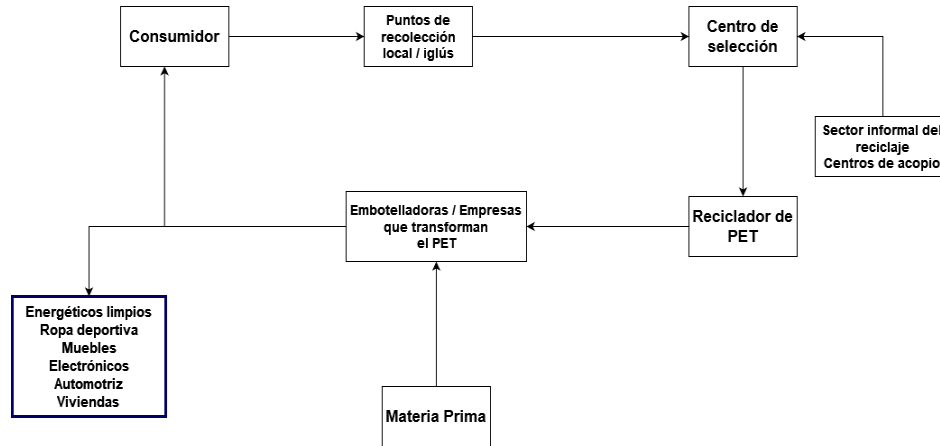 Consumidor
Puntos de
recolección
local / iglús
Centro de
selección
Sector informal del
reciclaje
Centros de acopio
Embotelladoras / Empresas
que transforman
el PET
Reciclador de
PET
Energéticos limpios
Ropa deportiva
Muebles
Electrónicos
Automotriz
Viviendas
Materia Prima